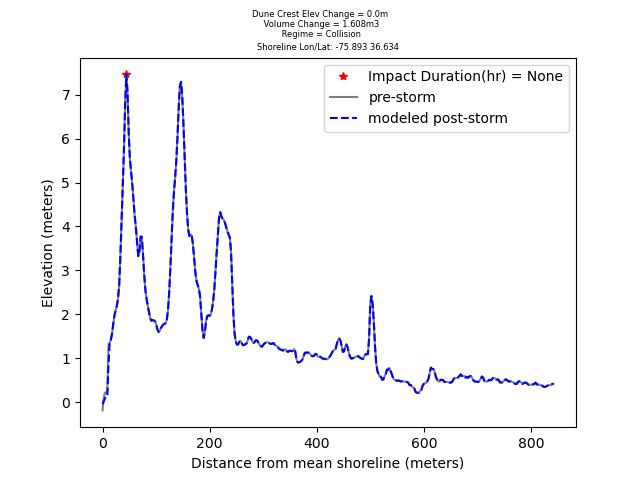 Dune Crest Elev Change = 0.0m
Volume Change = 1.608m3
Regime = Collision
Shoreline Lon/Lat: -75.893 36.634
Impact Duration(hr) = None
pre-storm
modeled post-storm
Elevation (meters)
7
6
5
4
3
2
1
0
0 200 400 600 800
Distance from mean shoreline (meters)